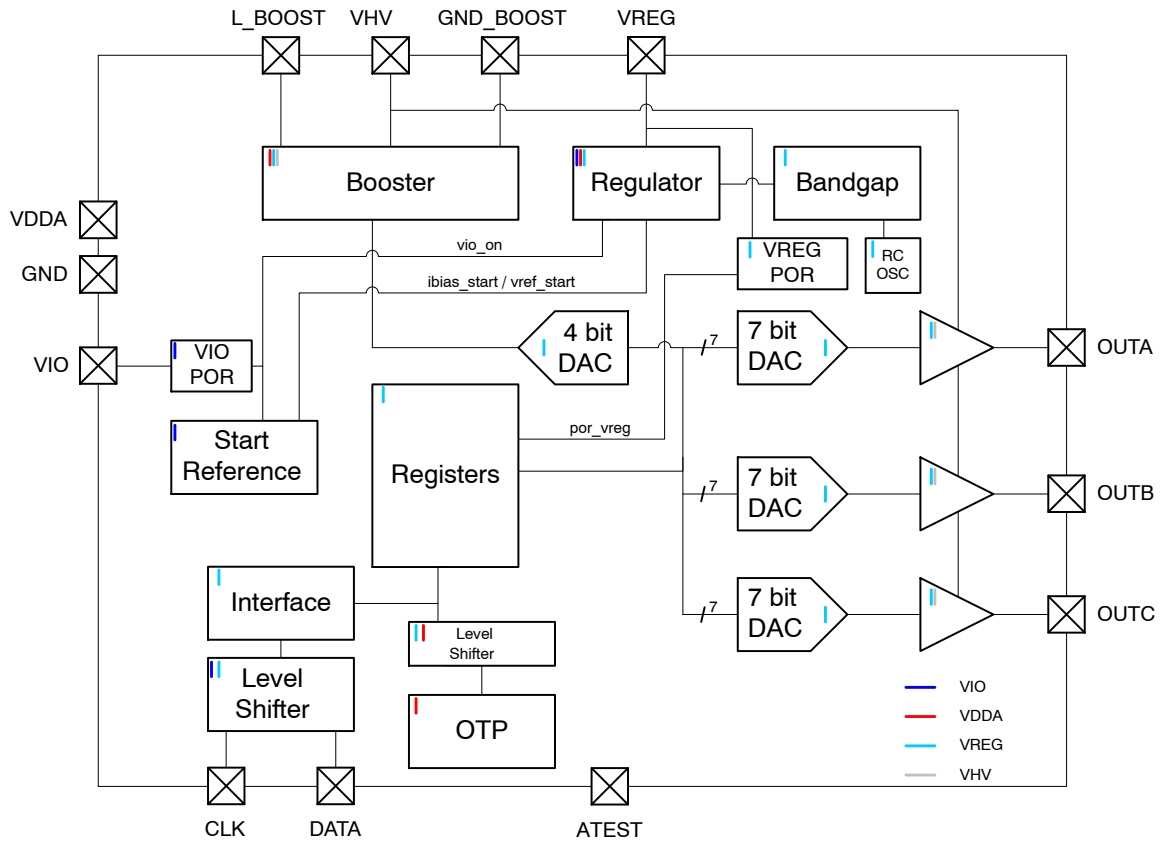 L_BOOST
VHV
GND_BOOST
VREG
Booster
Regulator
Bandgap
VDDA
GND
vio_on
VREG
POR
RC
OSC
ibias_start / vref_start
VIO
VIO
POR
4 bit
DAC
7
7 bit
DAC
OUTA
Start
Reference
Registers
por_vreg
7
7 bit
DAC
OUTB
Interface
Level
Shifter
7
7 bit
DAC
OUTC
Level
Shifter
OTP
VIO
VDDA
VREG
VHV
CLK
DATA
ATEST